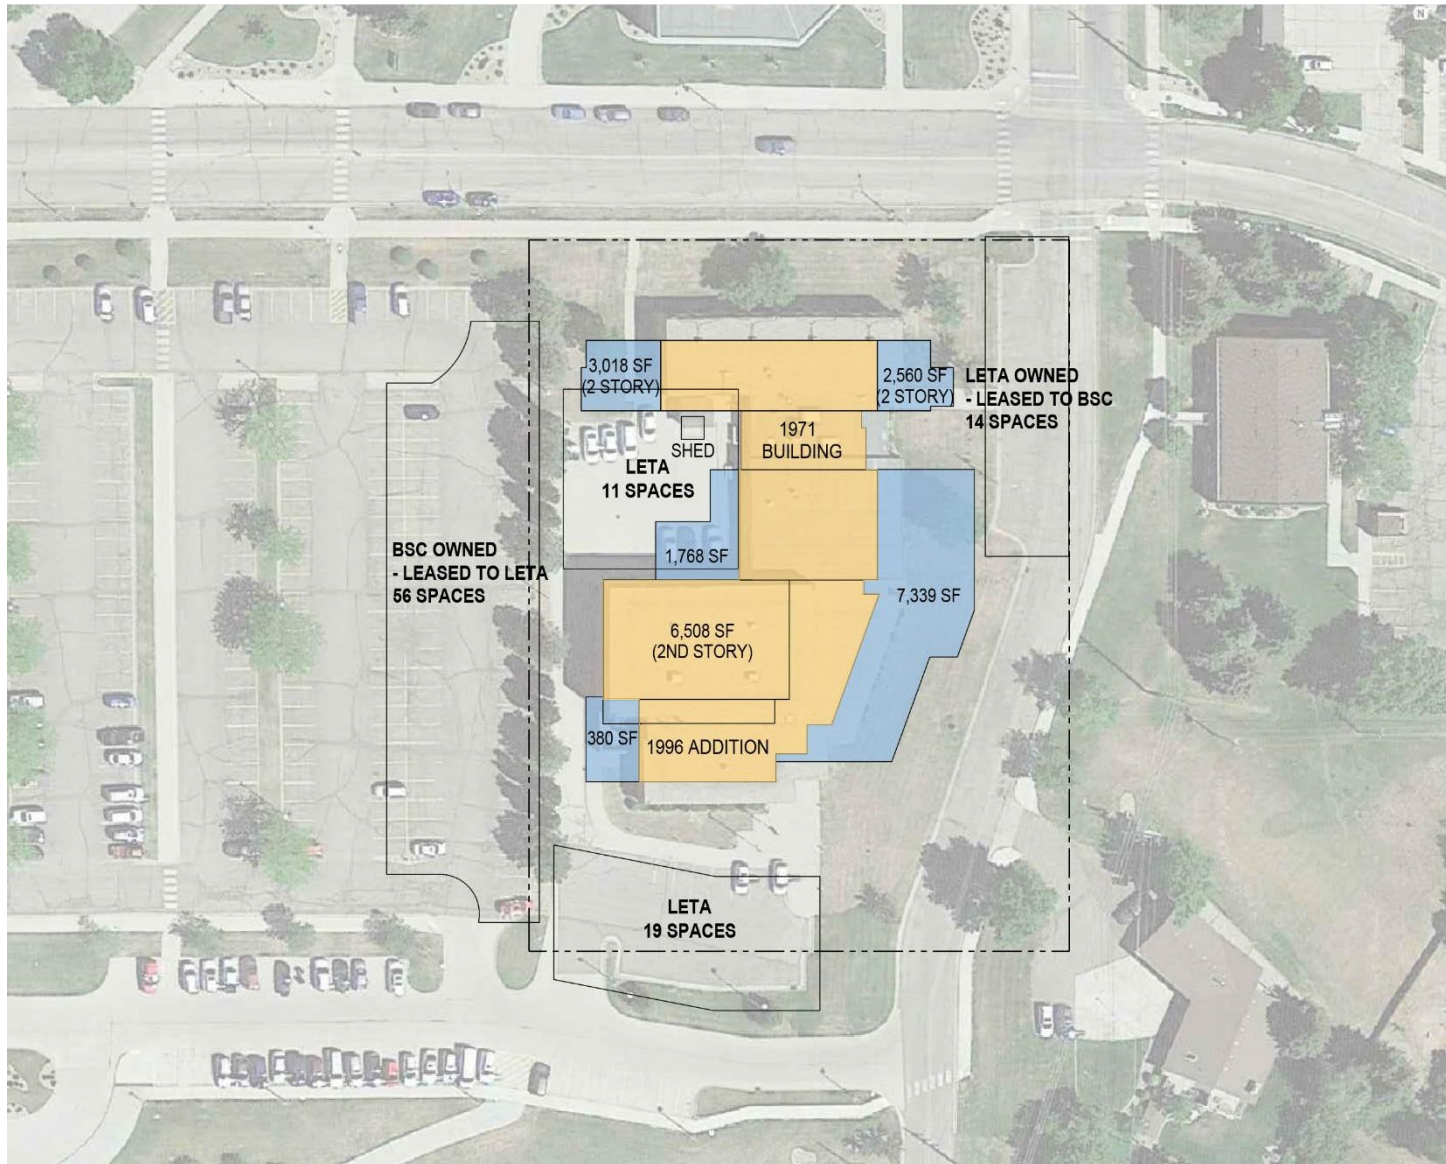 N
3,018 SF
(2 STORY)
2,560 SF
(2 STORY)
LETA OWNED
- LEASED TO BSC
14 SPACES
1971
BUILDING
SHED
LETA
11 SPACES
BSC OWNED
- LEASED TO LETA
56 SPACES
1,768 SF
7,339 SF
6,508 SF
(2ND STORY)
380 SF
1996 ADDITION
LETA
19 SPACES